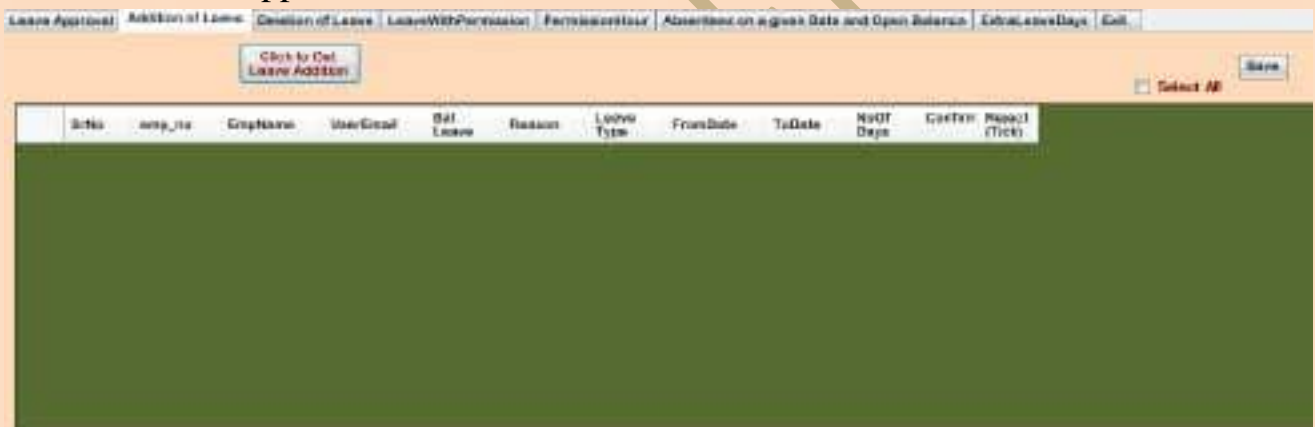 Leave Approval Addition of Leave Deletion of Leave LeaveWithPermission PermissionHour Absentees on a given Date and Open Balance ExtraLeaveDays Exit
Click to Get
Leave Addition
Save
Select All
SrNo emp_no EmpName UserEmail Bal Leave Reason Leave Type FromDate ToDate NoOf Days Confirm Reject (Tick)